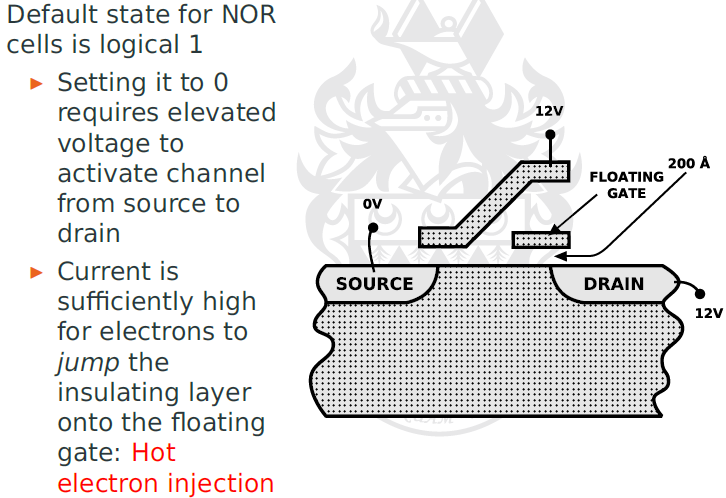 Default state for NOR
cells is logical 1
► Setting it to 0
requires elevated
voltage to
activate channel
from source to
drain
► Current is
sufficiently high
for electrons to
jump the
insulating layer
onto the floating
gate: Hot
electron injection
12V
200 Å
FLOATING
GATE
0V
SOURCE
DRAIN
12V